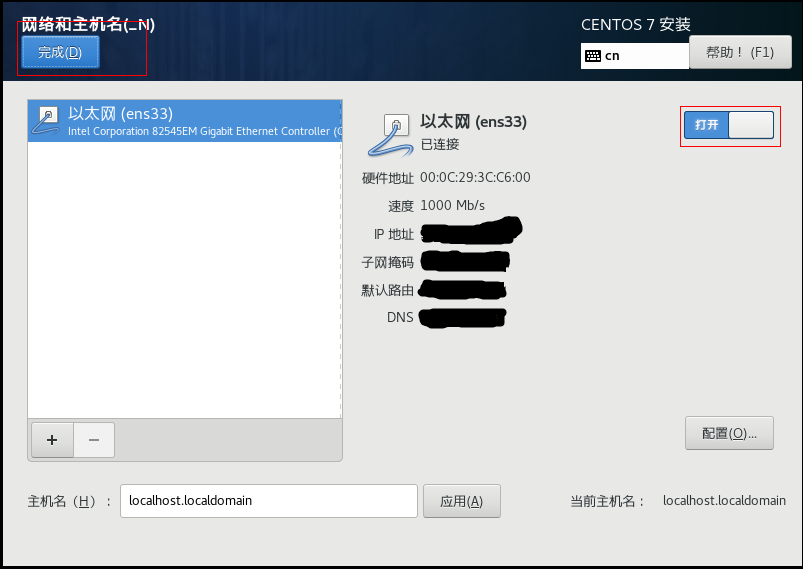 网络和主机名(_N)
CENTOS 7 安装
完成(D)
cn
帮助！ (F1)
以太网 (ens33)
Intel Corporation 82545EM Gigabit Ethernet Controller (C
以太网 (ens33)
已连接
打开
硬件地址 00:0C:29:3C:C6:00
速度 1000 Mb/s
IP 地址
子网掩码
默认路由
DNS
+ −
配置(O)...
主机名（H）： localhost.localdomain 应用(A) 当前主机名： localhost.localdomain